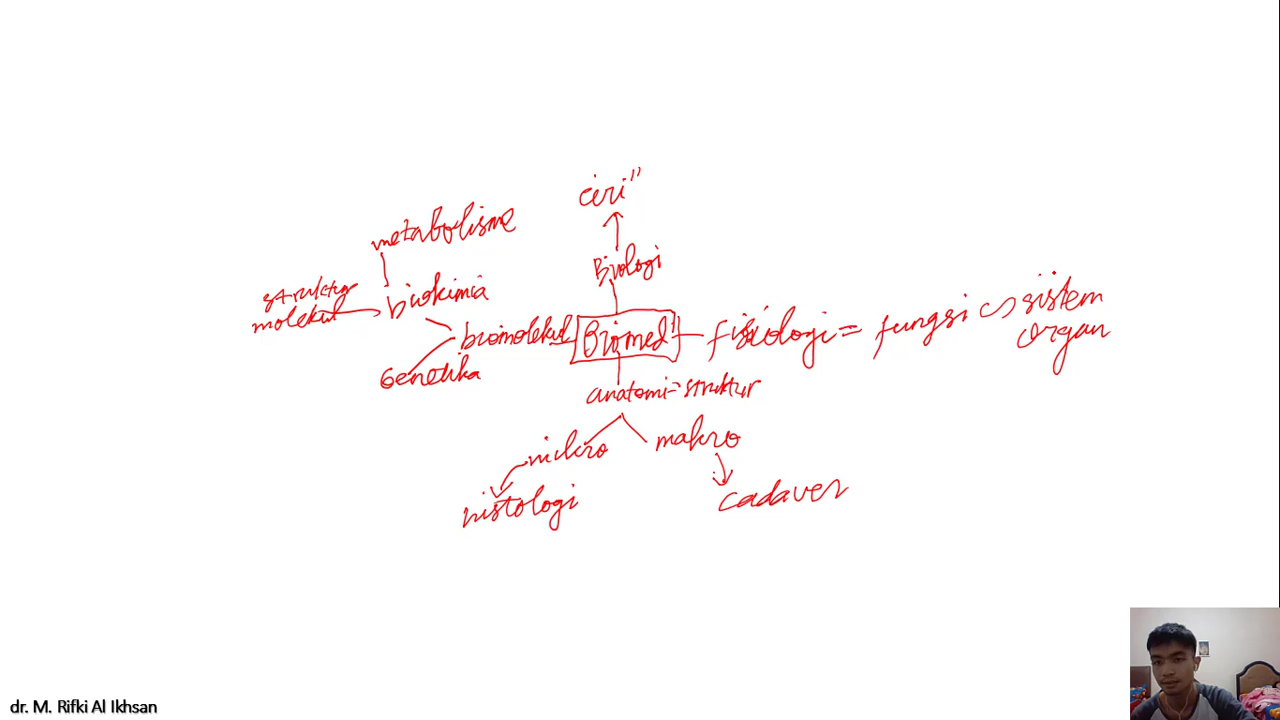 ciri"
metabolisme
Biologi
struktur
molekul
biokimia
sistem
organ
biomolekul
Biomed"
fisiologi = fungsi
Genetika
anatomi = struktur
mikro
makro
histologi
cadaver
dr. M. Rifki Al Ikhsan